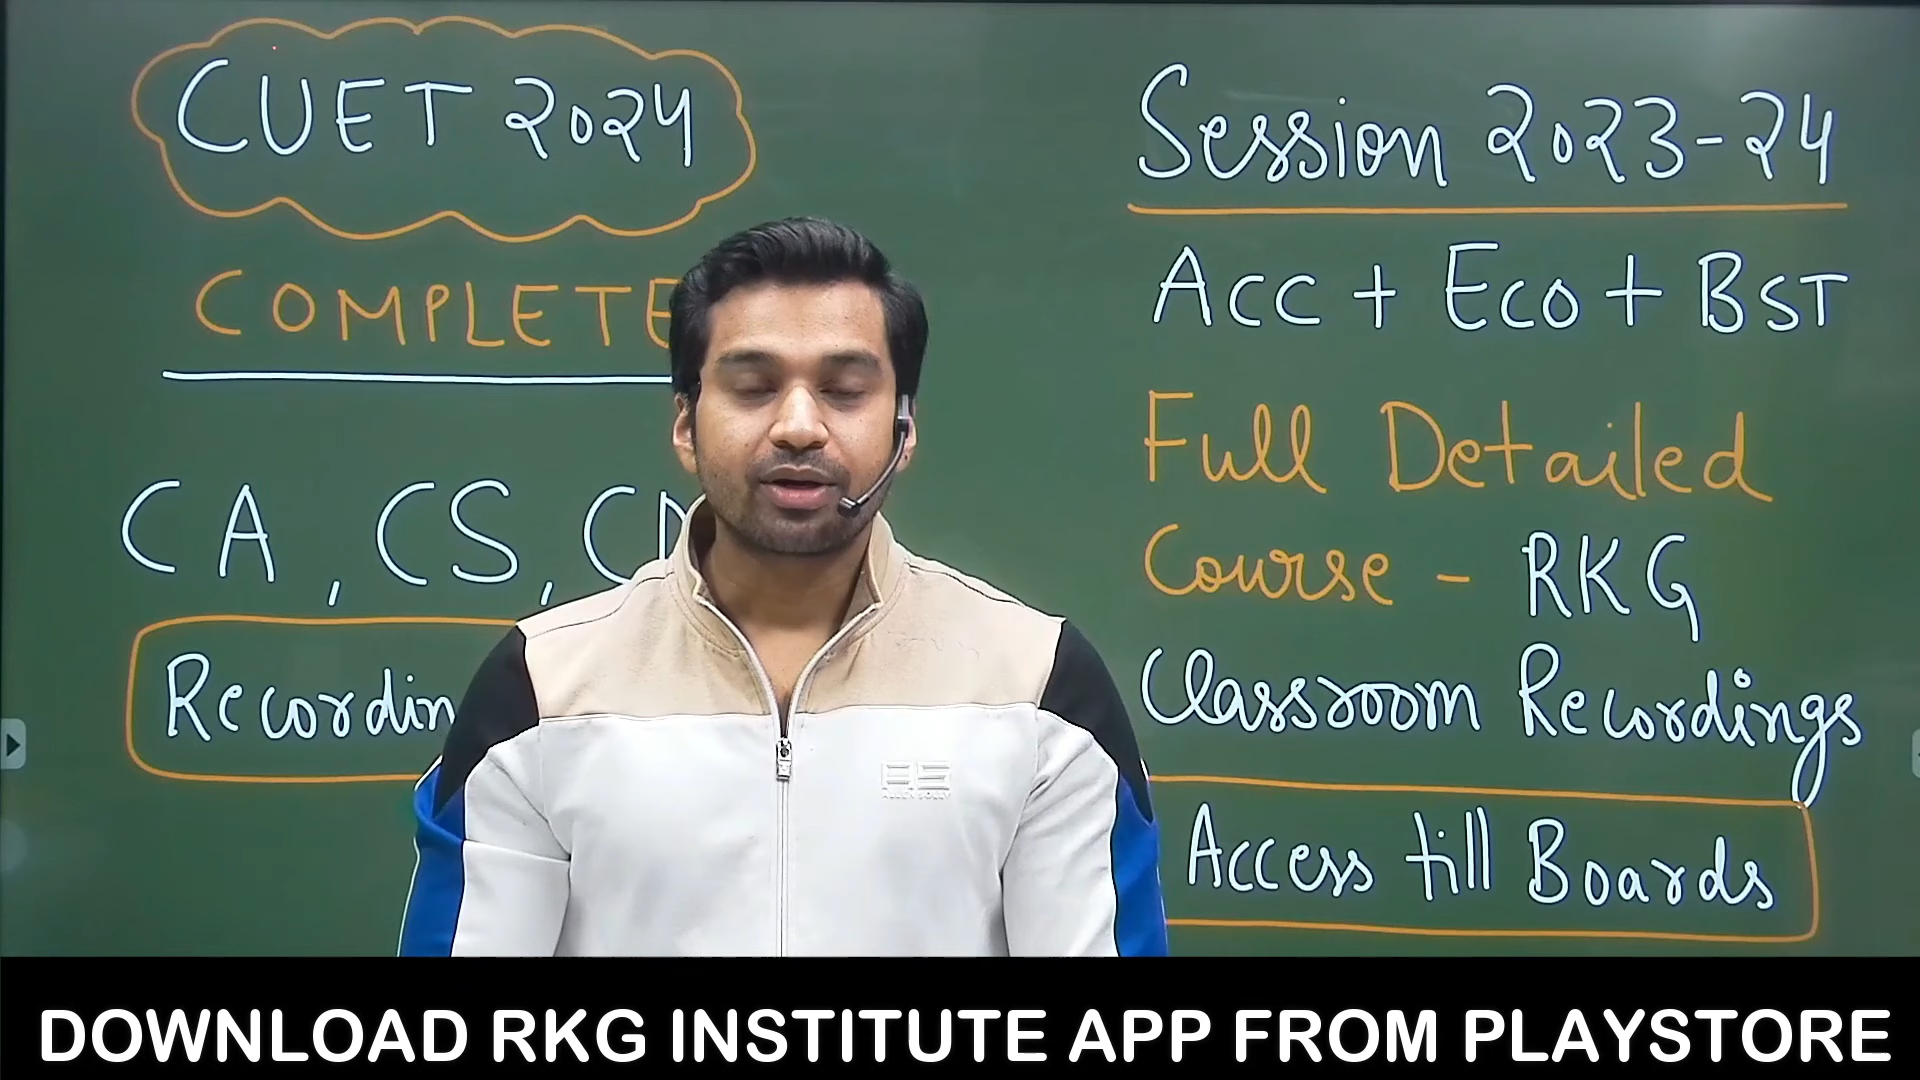 CUET 2024
COMPLETE
CA, CS,
Recordin
Session 2023-24
Acc + Eco + BST
Full Detailed
Course - RKG
Classroom Recordings
Access till Boards
DOWNLOAD RKG INSTITUTE APP FROM PLAYSTORE